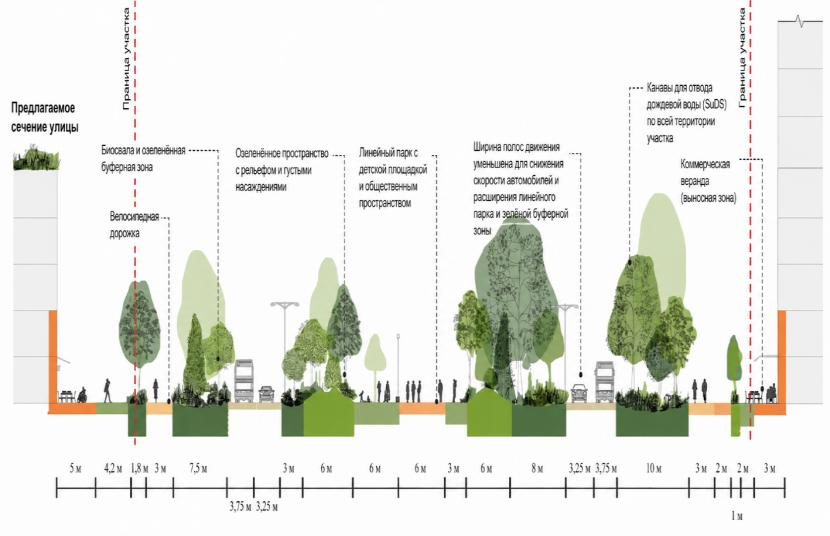 Праница участка
Граница участка
Предлагаемое
сечение улицы
Биосвала и озеленённая
буферная зона
Велосипедная
дорожка
Озеленённое пространство
с рельефом и густыми
насаждениями
Линейный парк с
детской площадкой
и общественным
пространством
Ширина полос движения
уменьшена для снижения
скорости автомобилей и
расширения линейного
парка и зелёной буферной
зоны
Канавы для отвода
дождевой воды (SuDS)
по всей территории
участка
Коммерческая
веранда
(выносная зона)
5 м 4,2 м 1,8 м 3 м 7,5 м 3 м 6 м 6 м 6 м 3 м 6 м 8 м 3,25 м 3,75 м 10 м 3 м 2 м 2 м 3 м
3,75 м 3,25 м
1 м